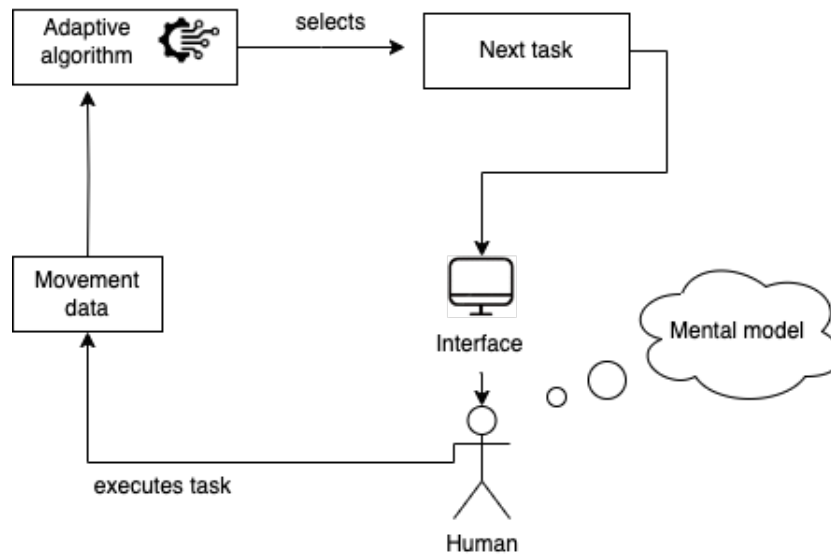 Adaptive
algorithm
selects
Next task
Movement
data
Interface
Mental model
executes task
Human